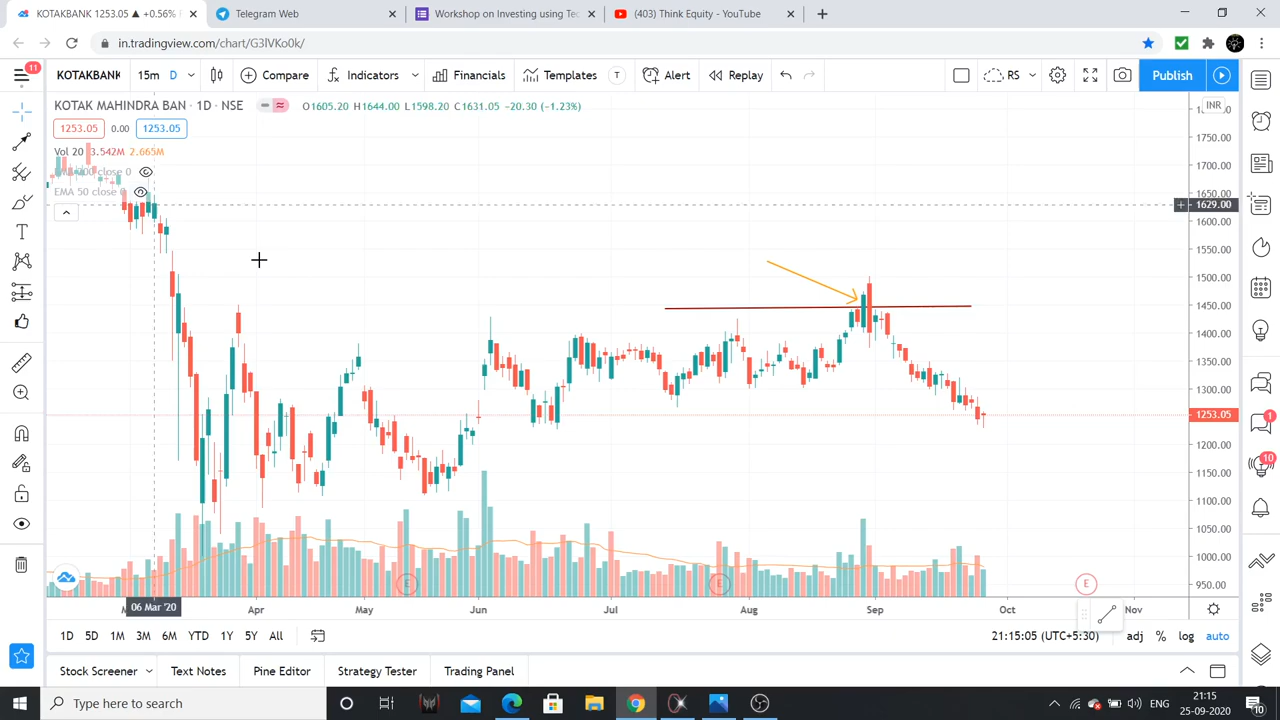 KOTAKBANK 1253.05 ▲ +0.56%
Telegram Web
Workshop on Investing using Tec
(403) Think Equity - YouTube
in.tradingview.com/chart/G3lVKo0k/
11
KOTAKBANK 15m D Compare Indicators Financials Templates T Alert Replay RS Publish
KOTAK MAHINDRA BAN · 1D · NSE O1605.20 H1644.00 L1598.20 C1631.05 −20.30 (−1.23%) INR
1253.05 0.00 1253.05
Vol 20 3.542M 2.665M
close 0
EMA 50 close 0
1750.00
1700.00
1650.00
1629.00
1600.00
1550.00
1500.00
1450.00
1400.00
1350.00
1300.00
1253.05
1200.00
1150.00
1100.00
1050.00
1000.00
950.00
E E E
06 Mar '20 Apr May Jun Jul Aug Sep Oct Nov
1D 5D 1M 3M 6M YTD 1Y 5Y All 21:15:05 (UTC+5:30) adj % log auto
Stock Screener Text Notes Pine Editor Strategy Tester Trading Panel
1
10
Type here to search
ENG
21:15
25-09-2020
10